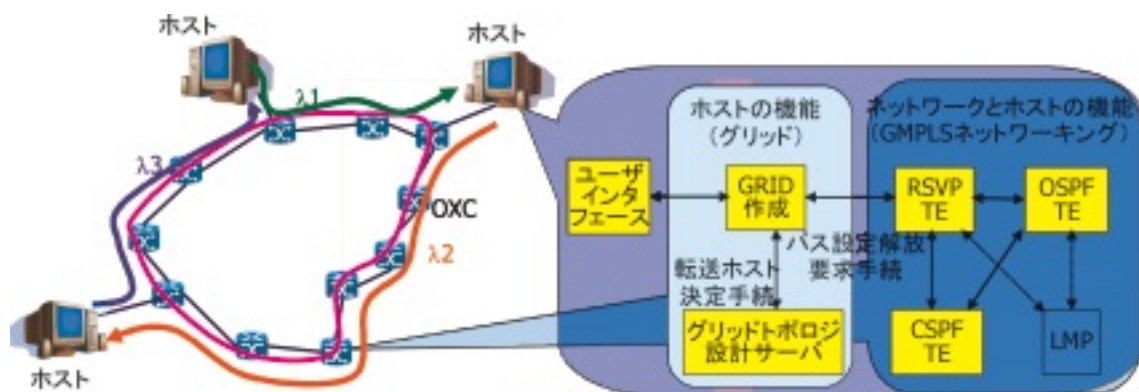 ホスト
ホスト
λ1
λ3
OXC
λ2
ホスト
ホストの機能
(グリッド)
ネットワークとホストの機能
(GMPLSネットワーキング)
ユーザ
インタ
フェース
GRID
作成
RSVP
TE
OSPF
TE
パス設定解放
要求手続
転送ホスト
決定手続
グリッドトポロジ
設計サーバ
CSPF
TE
LMP